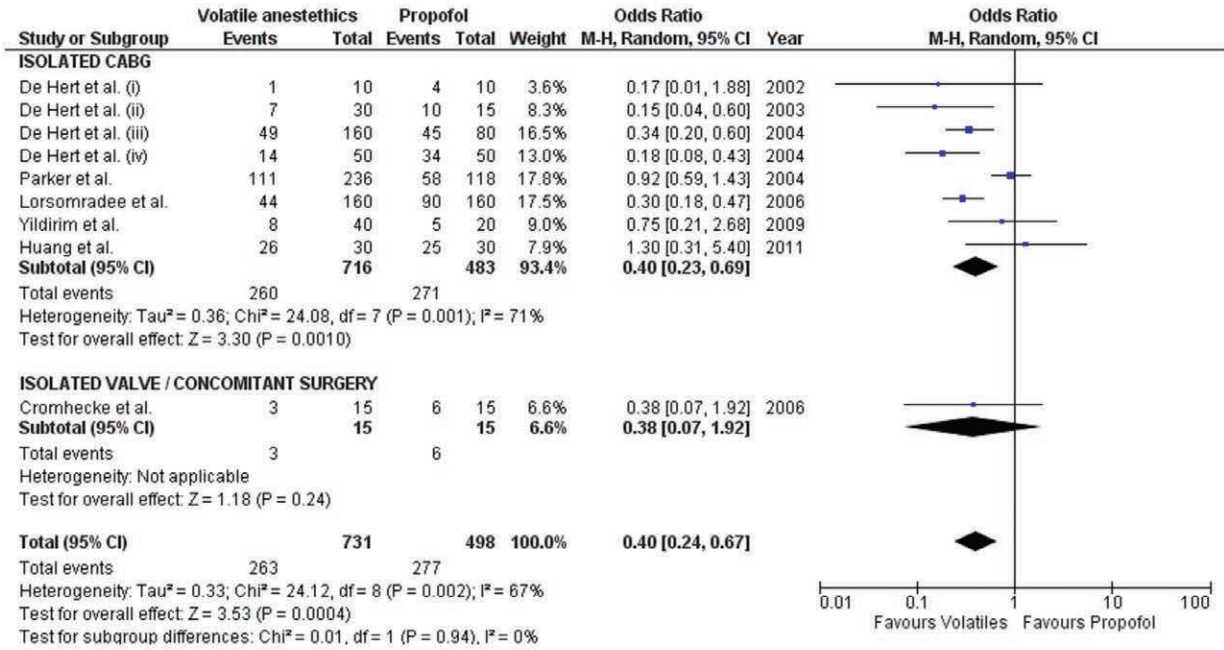 Volatile anestethics Propofol Odds Ratio Odds Ratio
Study or Subgroup Events Total Events Total Weight M-H, Random, 95% CI Year M-H, Random, 95% CI
ISOLATED CABG
De Hert et al. (i) 1 10 4 10 3.6% 0.17 [0.01, 1.88] 2002
De Hert et al. (ii) 7 30 10 15 8.3% 0.15 [0.04, 0.60] 2003
De Hert et al. (iii) 49 160 45 80 16.5% 0.34 [0.20, 0.60] 2004
De Hert et al. (iv) 14 50 34 50 13.0% 0.18 [0.08, 0.43] 2004
Parker et al. 111 236 58 118 17.8% 0.92 [0.59, 1.43] 2004
Lorsomradee et al. 44 160 90 160 17.5% 0.30 [0.18, 0.47] 2006
Yildirim et al. 8 40 5 20 9.0% 0.75 [0.21, 2.68] 2009
Huang et al. 26 30 25 30 7.9% 1.30 [0.31, 5.40] 2011
Subtotal (95% CI) 716 483 93.4% 0.40 [0.23, 0.69]
Total events 260 271
Heterogeneity: Tau² = 0.36; Chi² = 24.08, df = 7 (P = 0.001); I² = 71%
Test for overall effect: Z = 3.30 (P = 0.0010)
ISOLATED VALVE / CONCOMITANT SURGERY
Cromhecke et al. 3 15 6 15 6.6% 0.38 [0.07, 1.92] 2006
Subtotal (95% CI) 15 15 6.6% 0.38 [0.07, 1.92]
Total events 3 6
Heterogeneity: Not applicable
Test for overall effect: Z = 1.18 (P = 0.24)
Total (95% CI) 731 498 100.0% 0.40 [0.24, 0.67]
Total events 263 277
Heterogeneity: Tau² = 0.33; Chi² = 24.12, df = 8 (P = 0.002); I² = 67%
Test for overall effect: Z = 3.53 (P = 0.0004)
Test for subgroup differences: Chi² = 0.01, df = 1 (P = 0.94), I² = 0%
0.01 0.1 1 10 100
Favours Volatiles Favours Propofol